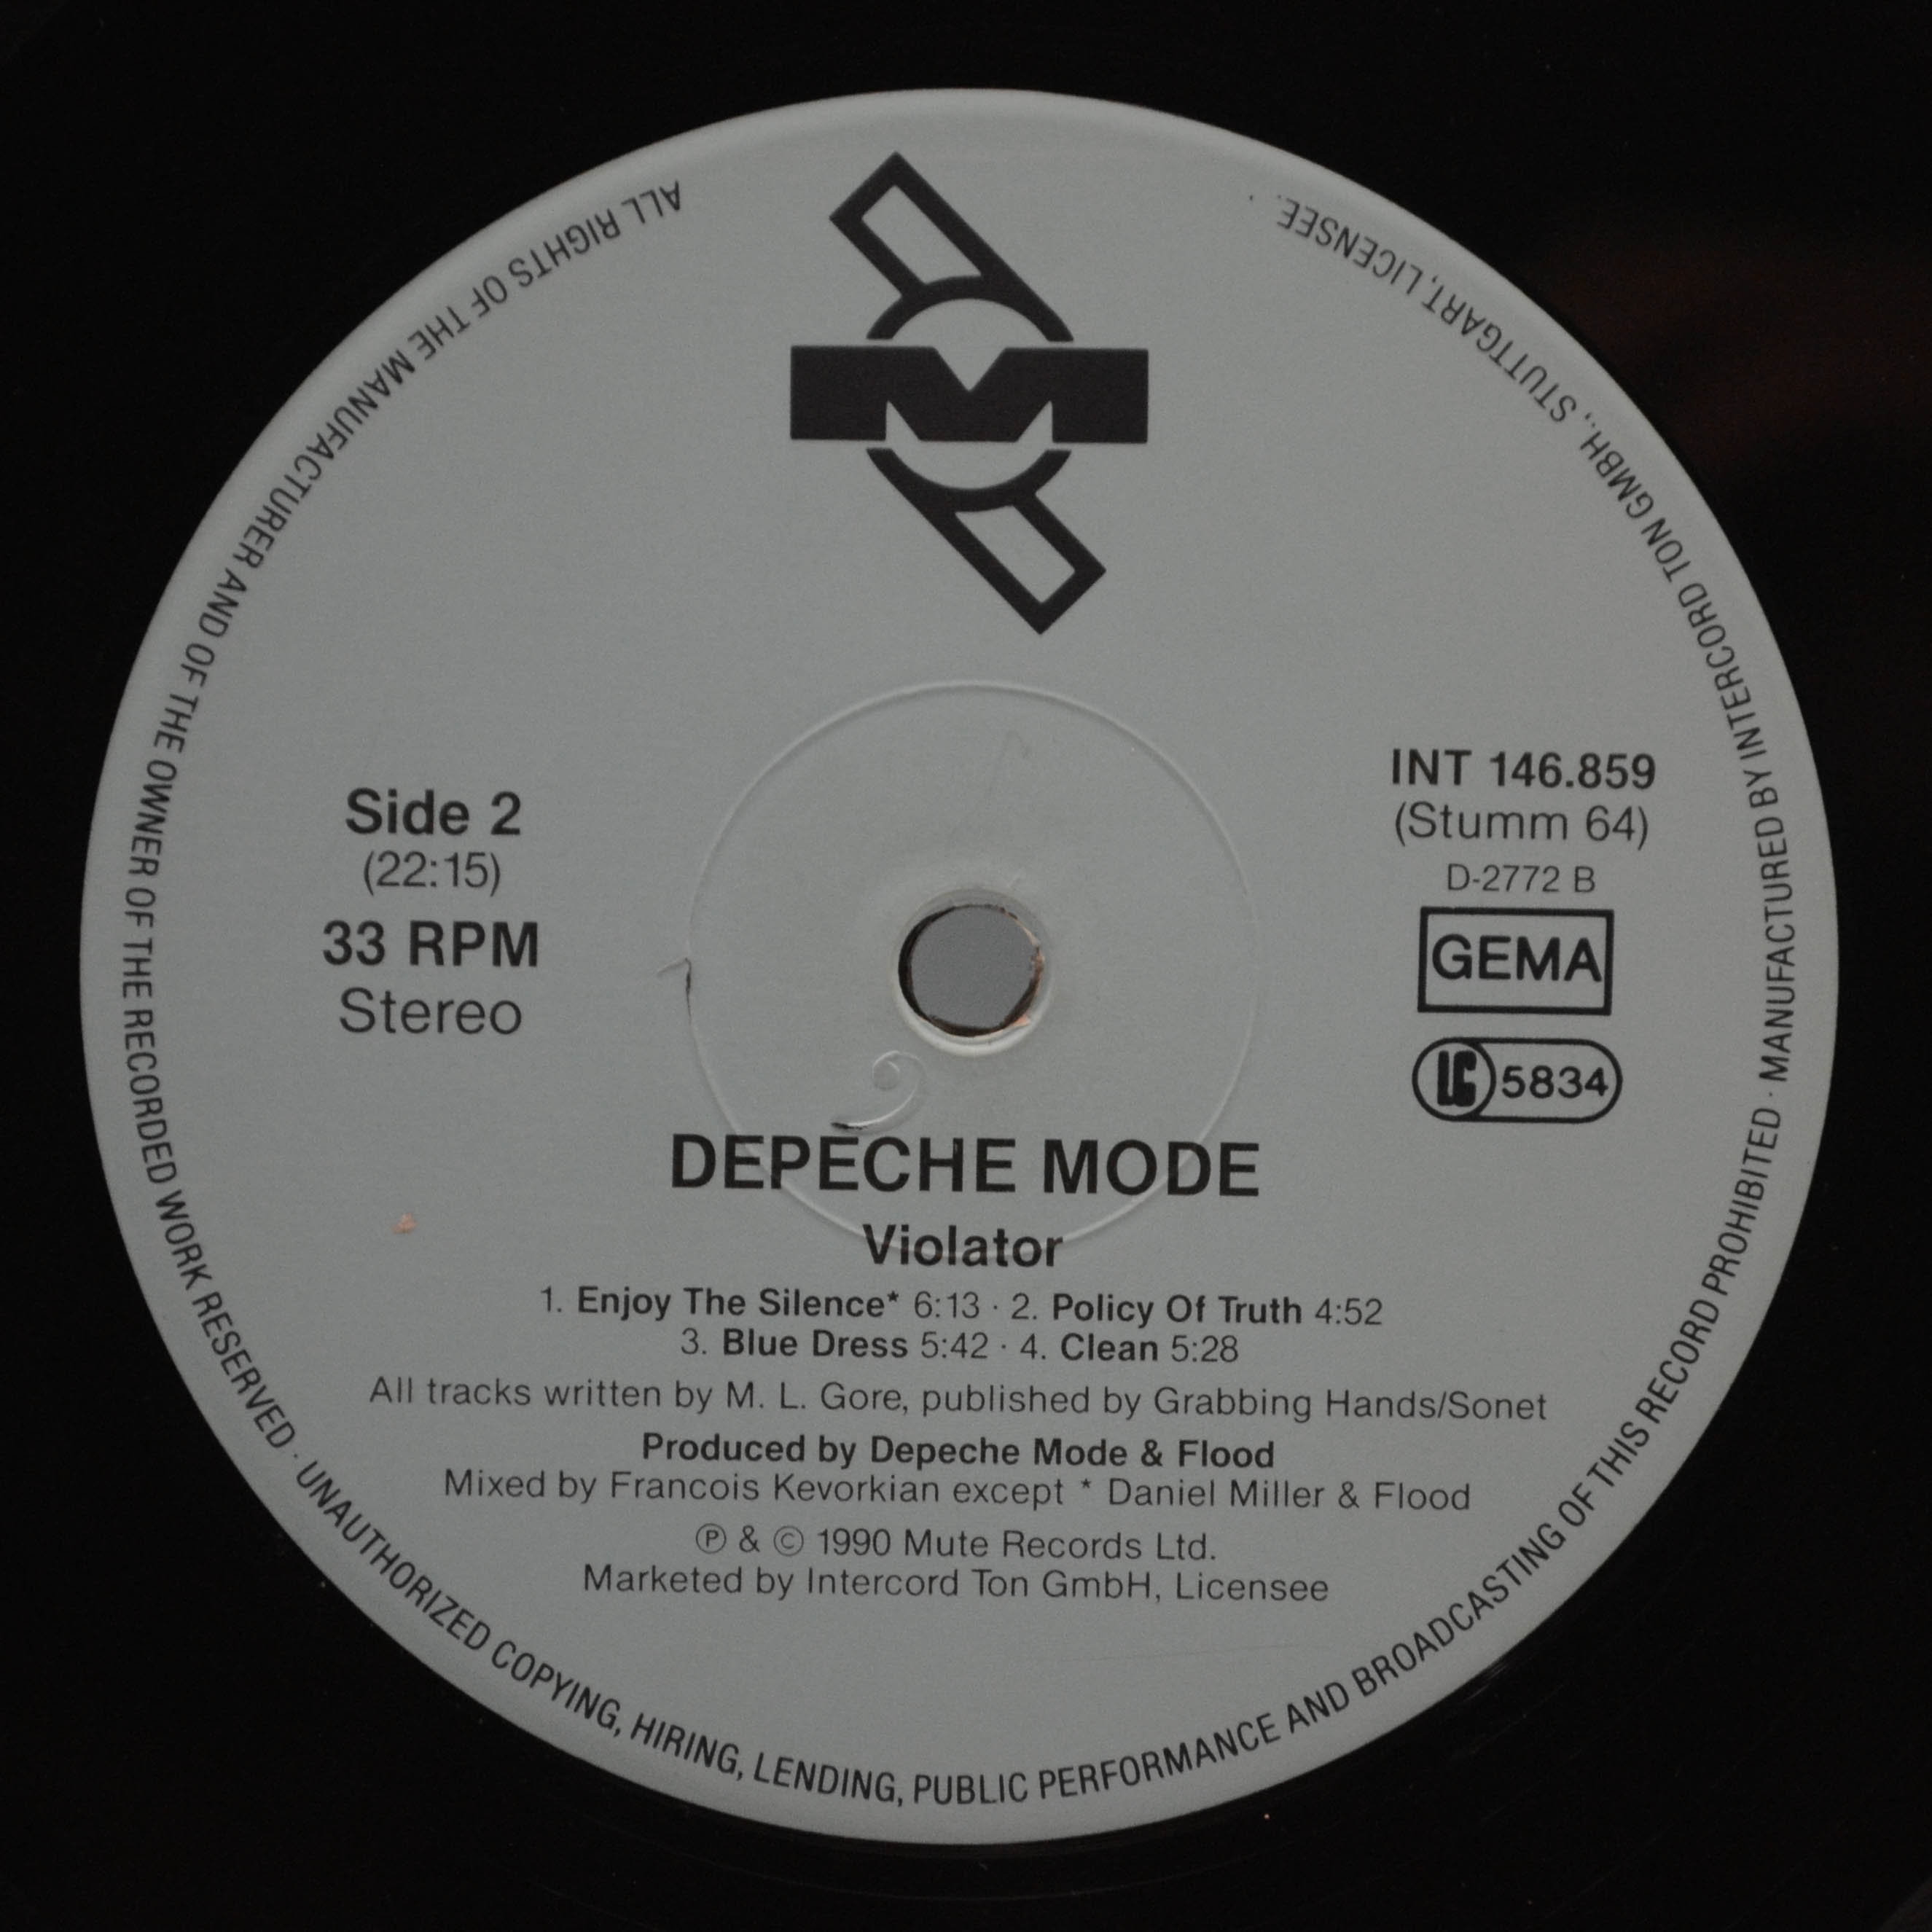 ALL RIGHTS OF THE MANUFACTURER AND OF THE OWNER OF THE RECORDED WORK RESERVED · UNAUTHORIZED COPYING, HIRING, LENDING, PUBLIC PERFORMANCE AND BROADCASTING OF THIS RECORD PROHIBITED · MANUFACTURED BY INTERCORD TON GMBH., STUTTGART, LICENSEE. ·
M
Side 2
(22:15)
33 RPM
Stereo
INT 146.859
(Stumm 64)
D-2772 B
GEMA
LC 5834
DEPECHE MODE
Violator
1. Enjoy The Silence* 6:13 · 2. Policy Of Truth 4:52
3. Blue Dress 5:42 · 4. Clean 5:28
All tracks written by M. L. Gore, published by Grabbing Hands/Sonet
Produced by Depeche Mode & Flood
Mixed by Francois Kevorkian except * Daniel Miller & Flood
℗ & © 1990 Mute Records Ltd.
Marketed by Intercord Ton GmbH, Licensee